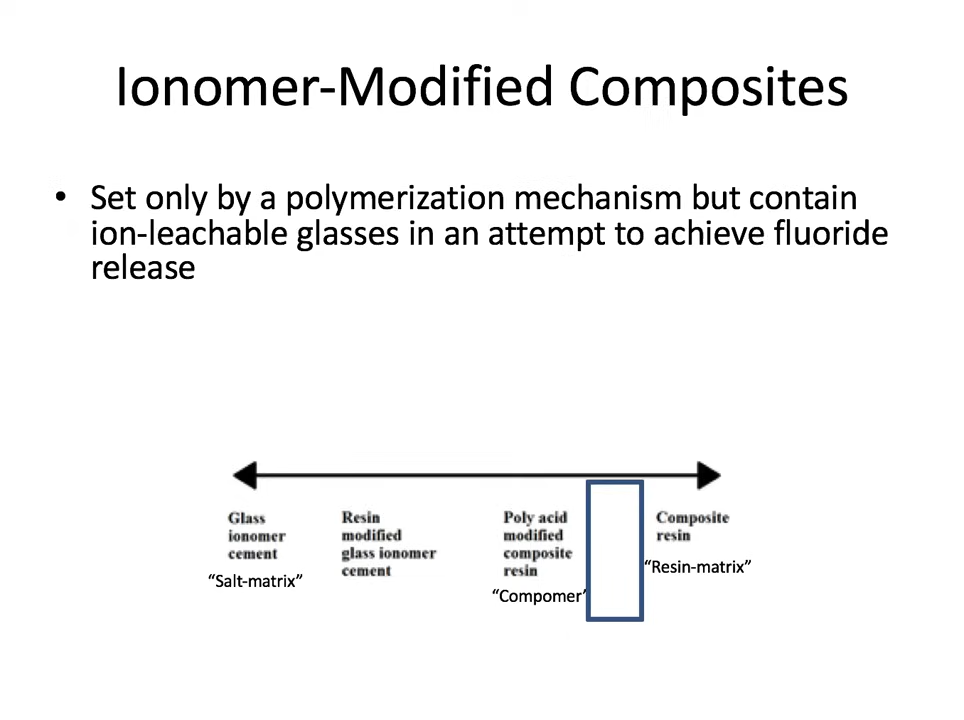 Ionomer-Modified Composites
• Set only by a polymerization mechanism but contain
ion-leachable glasses in an attempt to achieve fluoride
release
Glass
ionomer
cement
"Salt-matrix"
Resin
modified
glass ionomer
cement
Poly acid
modified
composite
resin
"Compomer"
Composite
resin
"Resin-matrix"